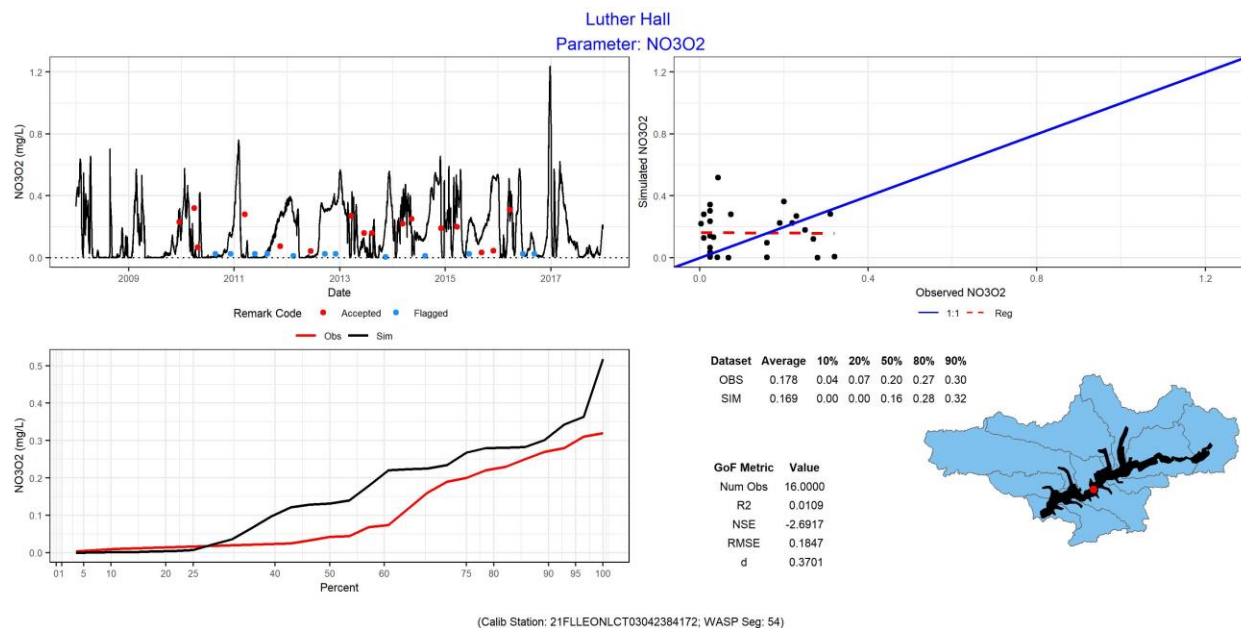 Luther Hall
Parameter: NO3O2
1.2
0.8
0.4
0.0
NO3O2 (mg/L)
2009 2011 2013 2015 2017
Date
Remark Code Accepted Flagged
Obs Sim
1.2
0.8
0.4
0.0
Simulated NO3O2
0.0 0.4 0.8 1.2
Observed NO3O2
1:1 Reg
0.5
0.4
0.3
0.2
0.1
0.0
NO3O2 (mg/L)
0 1 5 10 20 25 50 75 80 90 95 100
Percent
Dataset Average 10% 20% 50% 80% 90%
OBS 0.178 0.04 0.07 0.20 0.27 0.30
SIM 0.169 0.00 0.00 0.16 0.28 0.32
GoF Metric Value
Num Obs 16.0000
R2 0.0109
NSE -2.6917
RMSE 0.1847
d 0.3701
(Calib Station: 21FLLEONLCT03042384172; WASP Seg: 54)